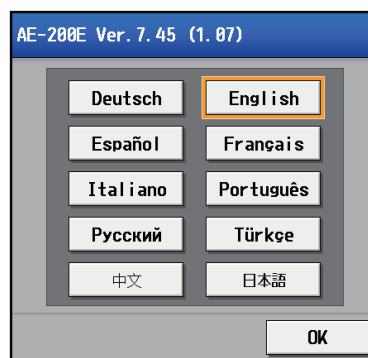 AE-200E Ver. 7.45 (1.07)
Deutsch English
Español Français
Italiano Português
Русский Türkçe
中文 日本語
OK